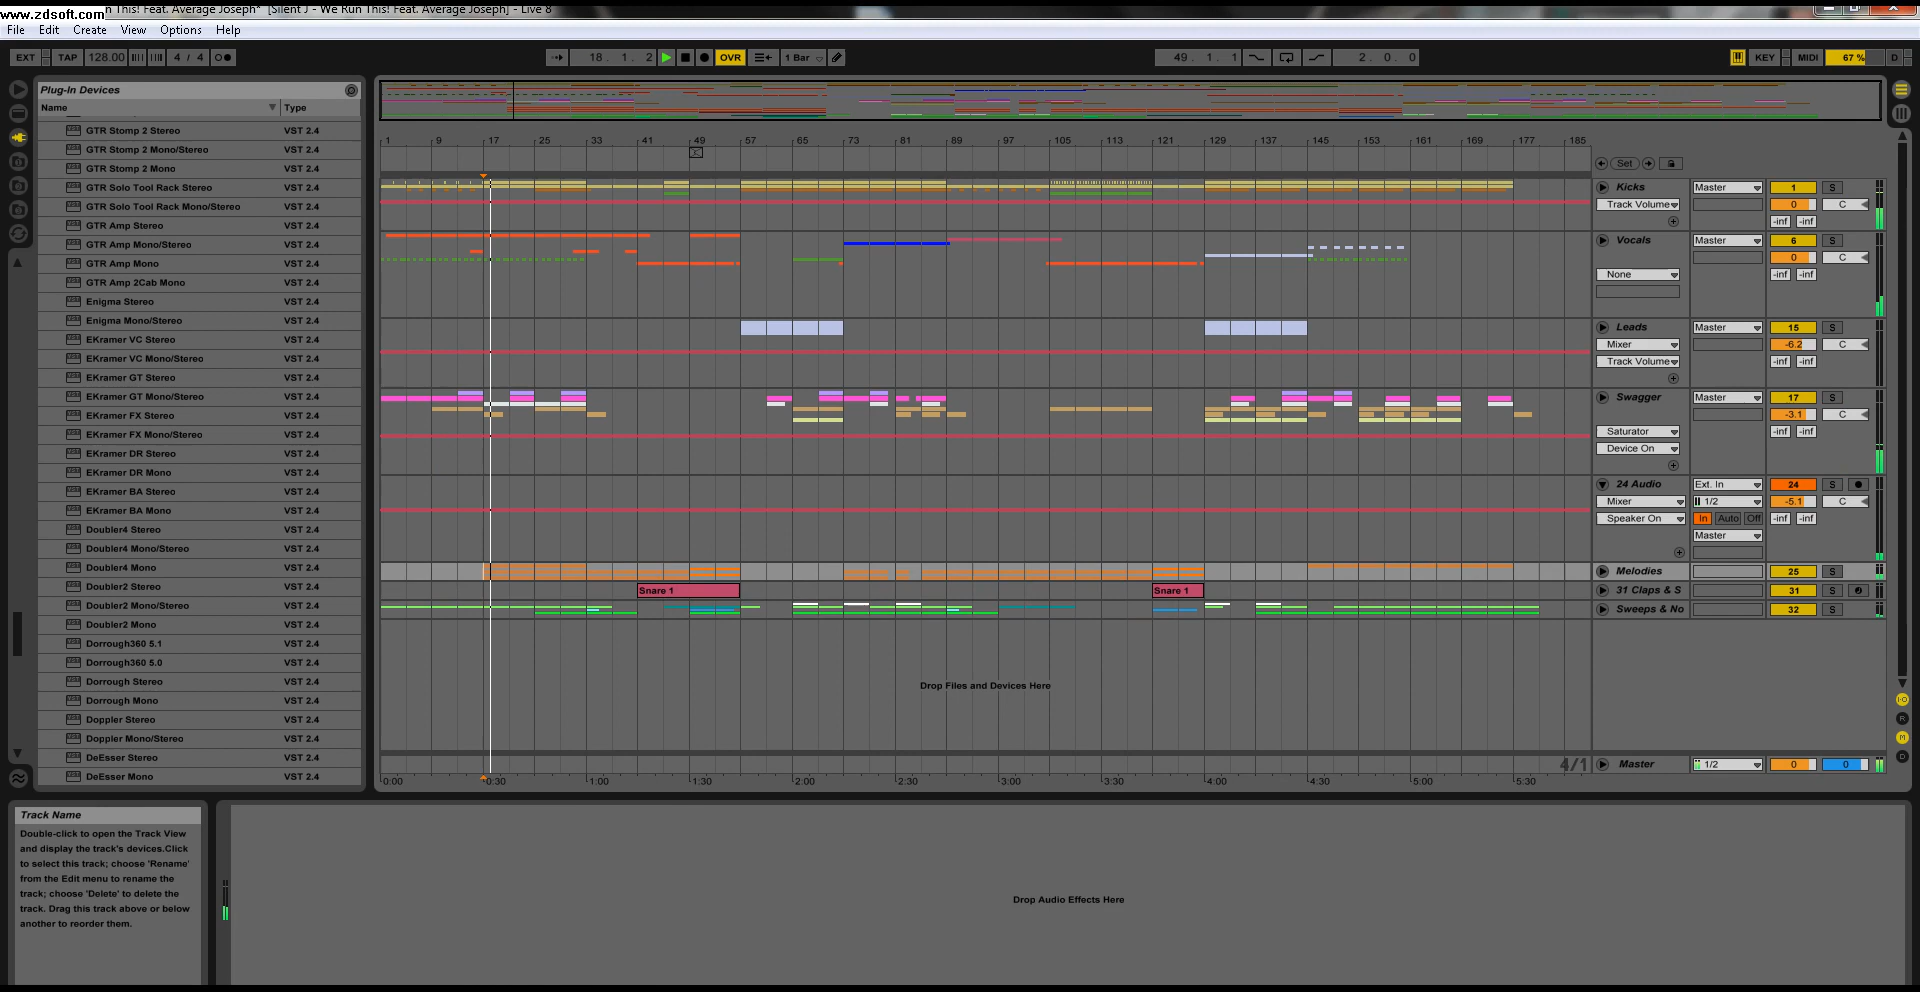 www.zdsoft.com
n This! Feat. Average Joseph* [Silent J - We Run This! Feat. Average Joseph] - Live 8
File Edit Create View Options Help
EXT TAP 128.00 4 / 4 18. 1. 2 OVR 1 Bar 49. 1. 1 2. 0. 0 KEY MIDI 67 % D
Plug-In Devices
Name Type
GTR Stomp 2 Stereo VST 2.4
GTR Stomp 2 Mono/Stereo VST 2.4
GTR Stomp 2 Mono VST 2.4
GTR Solo Tool Rack Stereo VST 2.4
GTR Solo Tool Rack Mono/Stereo VST 2.4
GTR Amp Stereo VST 2.4
GTR Amp Mono/Stereo VST 2.4
GTR Amp Mono VST 2.4
GTR Amp 2Cab Mono VST 2.4
Enigma Stereo VST 2.4
Enigma Mono/Stereo VST 2.4
EKramer VC Stereo VST 2.4
EKramer VC Mono/Stereo VST 2.4
EKramer GT Stereo VST 2.4
EKramer GT Mono/Stereo VST 2.4
EKramer FX Stereo VST 2.4
EKramer FX Mono/Stereo VST 2.4
EKramer DR Stereo VST 2.4
EKramer DR Mono VST 2.4
EKramer BA Stereo VST 2.4
EKramer BA Mono VST 2.4
Doubler4 Stereo VST 2.4
Doubler4 Mono/Stereo VST 2.4
Doubler4 Mono VST 2.4
Doubler2 Stereo VST 2.4
Doubler2 Mono/Stereo VST 2.4
Doubler2 Mono VST 2.4
Dorrough360 5.1 VST 2.4
Dorrough360 5.0 VST 2.4
Dorrough Stereo VST 2.4
Dorrough Mono VST 2.4
Doppler Stereo VST 2.4
Doppler Mono/Stereo VST 2.4
DeEsser Stereo VST 2.4
DeEsser Mono VST 2.4
1 9 17 25 33 41 49 57 65 73 81 89 97 105 113 121 129 137 145 153 161 169 177 185
Set
Kicks Master 1 S
Track Volume 0 C
-inf -inf
Vocals Master 6 S
0 C
None -inf -inf
Leads Master 15 S
Mixer -6.2 C
Track Volume -inf -inf
Swagger Master 17 S
-3.1 C
Saturator -inf -inf
Device On
24 Audio Ext. In 24 S
Mixer 1/2 -5.1 C
Speaker On In Auto Off -inf -inf
Master
Melodies 25 S
Snare 1 Snare 1 31 Claps & S 31 S
Sweeps & No 32 S
Drop Files and Devices Here
4/1 Master 1/2 0 0
0:00 0:30 1:00 1:30 2:00 2:30 3:00 3:30 4:00 4:30 5:00 5:30
Track Name
Double-click to open the Track View
and display the track's devices.Click
to select this track; choose 'Rename'
from the Edit menu to rename the
track; choose 'Delete' to delete the
track. Drag this track above or below
another to reorder them.
Drop Audio Effects Here